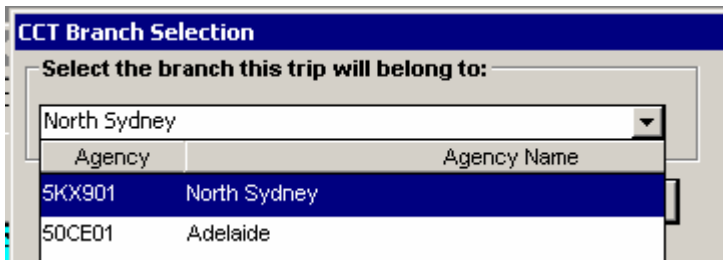 CCT Branch Selection
Select the branch this trip will belong to:
North Sydney
Agency Agency Name
5KX901 North Sydney
50CE01 Adelaide